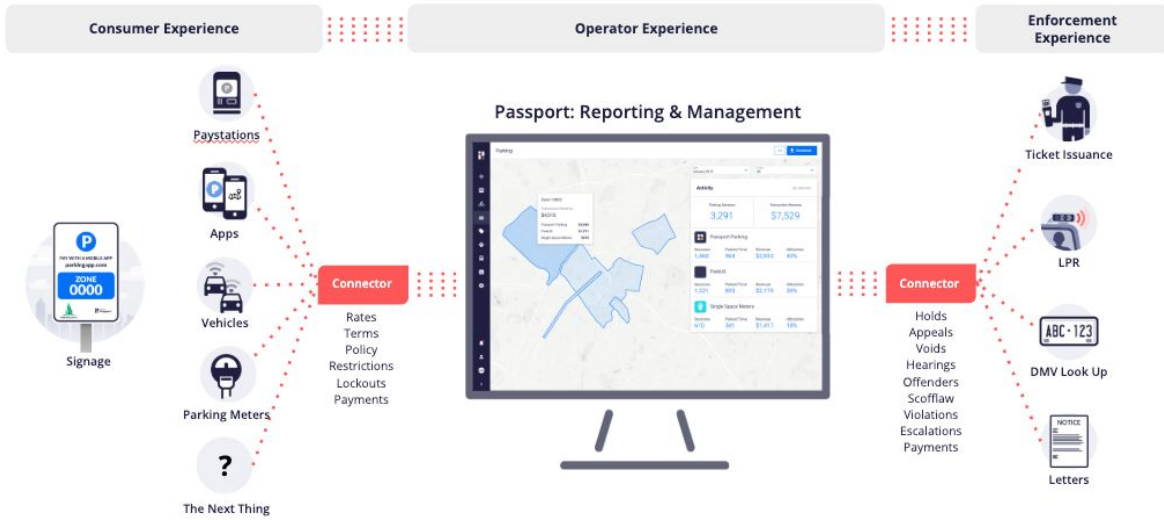 Consumer Experience
Operator Experience
Enforcement
Experience
Paystations
Apps
Vehicles
Parking Meters
?
The Next Thing
P
PAY WITH A MOBILE APP
parkingapp.com
ZONE
0000
Signage
Connector
Rates
Terms
Policy
Restrictions
Lockouts
Payments
Passport: Reporting & Management
Parking
Activity
3,291
$7,529
Passport Parking
Single Space Meters
Connector
Holds
Appeals
Voids
Hearings
Offenders
Scofflaw
Violations
Escalations
Payments
Ticket Issuance
LPR
ABC·123
DMV Look Up
NOTICE
Letters